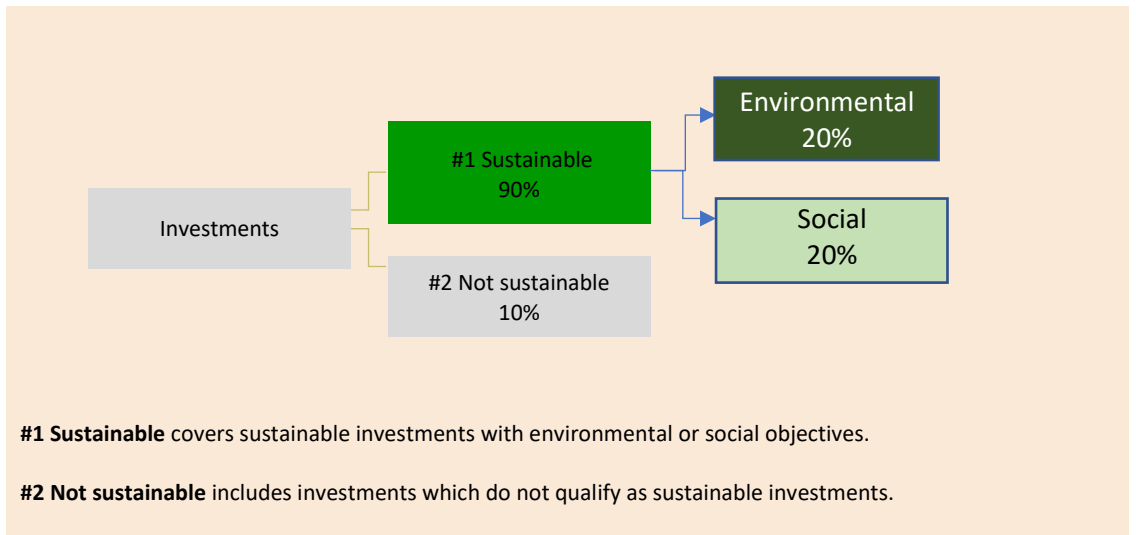 Environmental
20%
#1 Sustainable
90%
Investments
Social
20%
#2 Not sustainable
10%
#1 Sustainable covers sustainable investments with environmental or social objectives.
#2 Not sustainable includes investments which do not qualify as sustainable investments.